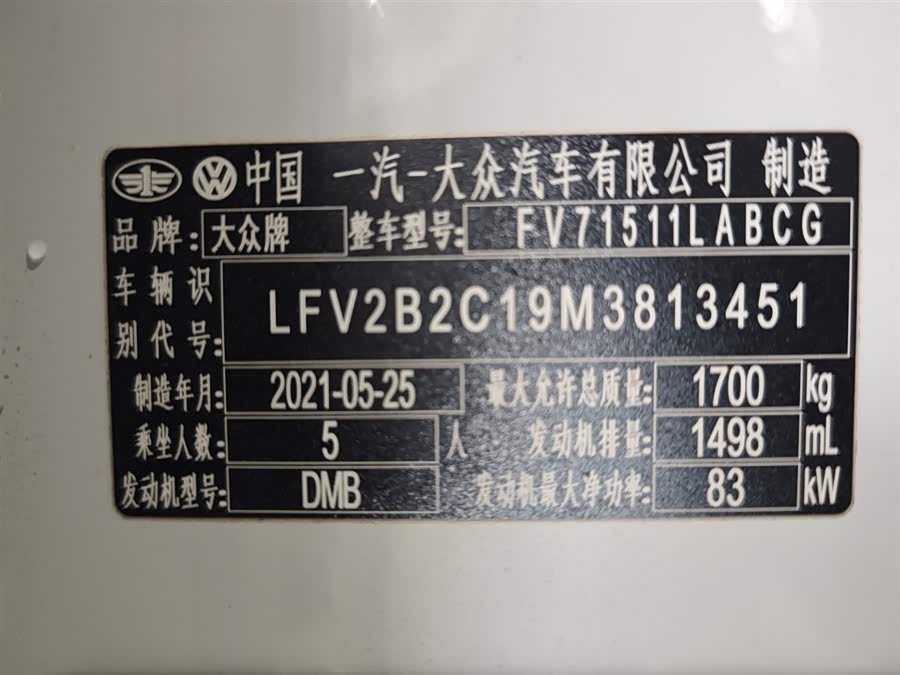 中国 一汽-大众汽车有限公司 制造
品牌: 大众牌 整车型号: FV71511LABCG
车辆识别代号: LFV2B2C19M3813451
制造年月: 2021-05-25 最大允许总质量: 1700 kg
乘坐人数: 5 人 发动机排量: 1498 mL
发动机型号: DMB 发动机最大净功率: 83 kW